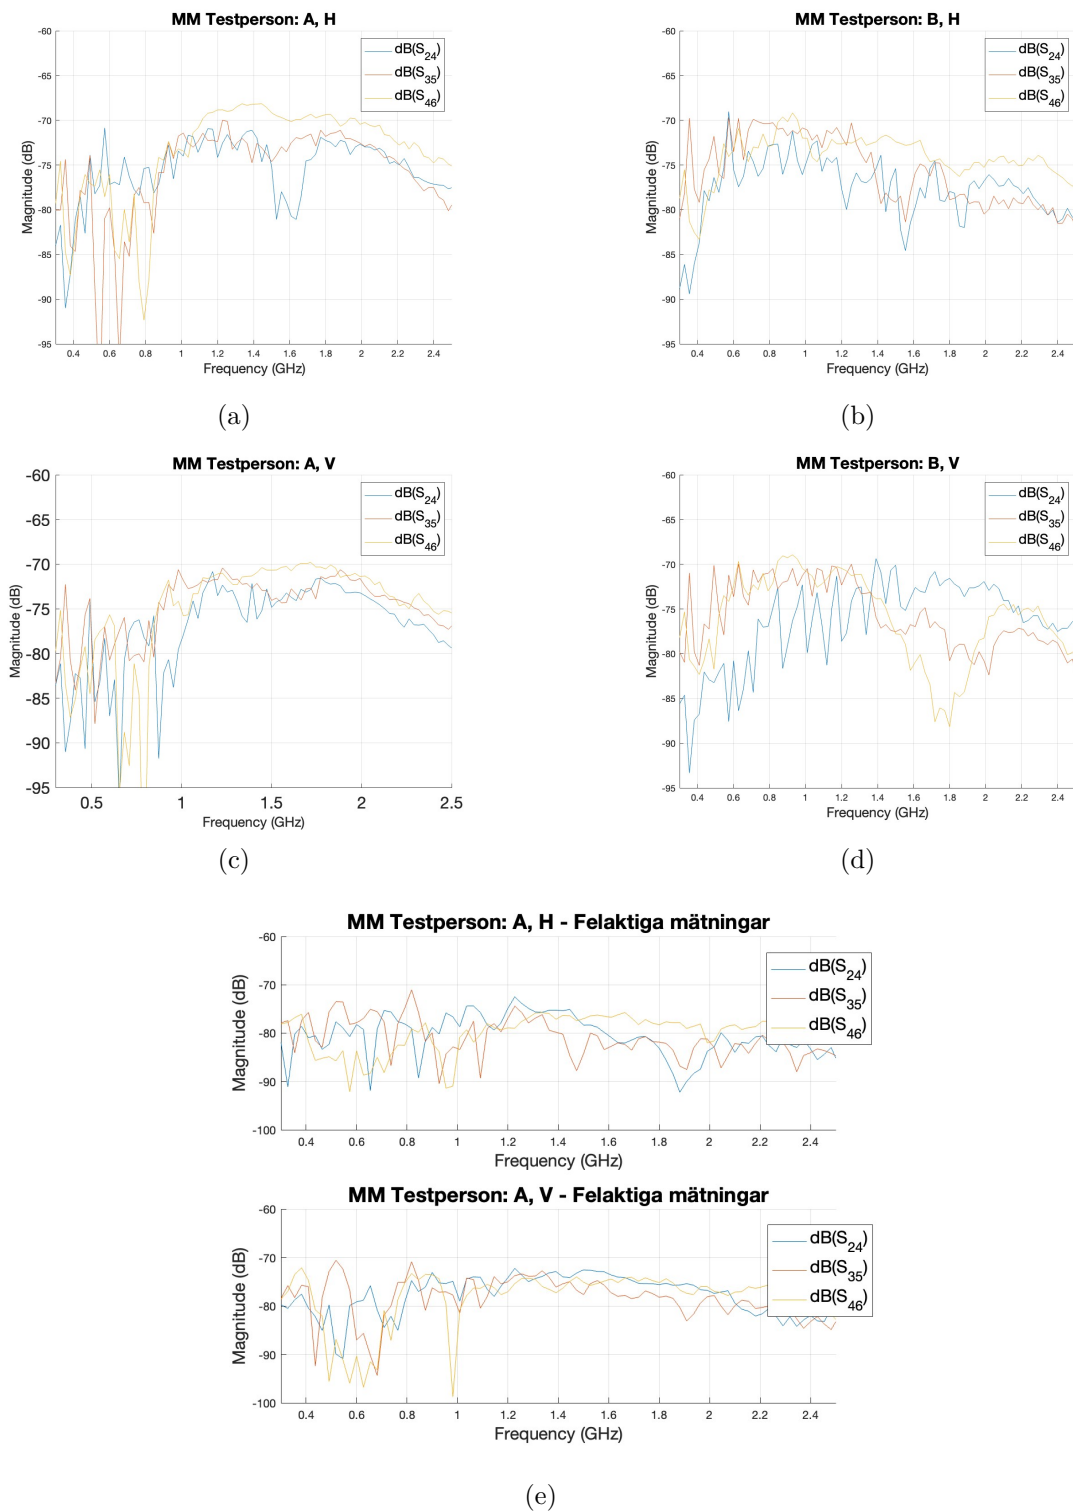 MM Testperson: A, H
-60
-65
-70
-75
-80
-85
-90
-95
Magnitude (dB)
dB(S24)
dB(S35)
dB(S46)
0.4 0.6 0.8 1 1.2 1.4 1.6 1.8 2 2.2 2.4
Frequency (GHz)
(a)
MM Testperson: B, H
-60
-65
-70
-75
-80
-85
-90
-95
Magnitude (dB)
dB(S24)
dB(S35)
dB(S46)
0.4 0.6 0.8 1 1.2 1.4 1.6 1.8 2 2.2 2.4
Frequency (GHz)
(b)
MM Testperson: A, V
-60
-65
-70
-75
-80
-85
-90
-95
Magnitude (dB)
dB(S24)
dB(S35)
dB(S46)
0.5 1 1.5 2 2.5
Frequency (GHz)
(c)
MM Testperson: B, V
-60
-65
-70
-75
-80
-85
-90
-95
Magnitude (dB)
dB(S24)
dB(S35)
dB(S46)
0.4 0.6 0.8 1 1.2 1.4 1.6 1.8 2 2.2 2.4
Frequency (GHz)
(d)
MM Testperson: A, H - Felaktiga mätningar
-60
-70
-80
-90
-100
Magnitude (dB)
dB(S24)
dB(S35)
dB(S46)
0.4 0.6 0.8 1 1.2 1.4 1.6 1.8 2 2.2 2.4
Frequency (GHz)
MM Testperson: A, V - Felaktiga mätningar
-60
-70
-80
-90
-100
Magnitude (dB)
dB(S24)
dB(S35)
dB(S46)
0.4 0.6 0.8 1 1.2 1.4 1.6 1.8 2 2.2 2.4
Frequency (GHz)
(e)